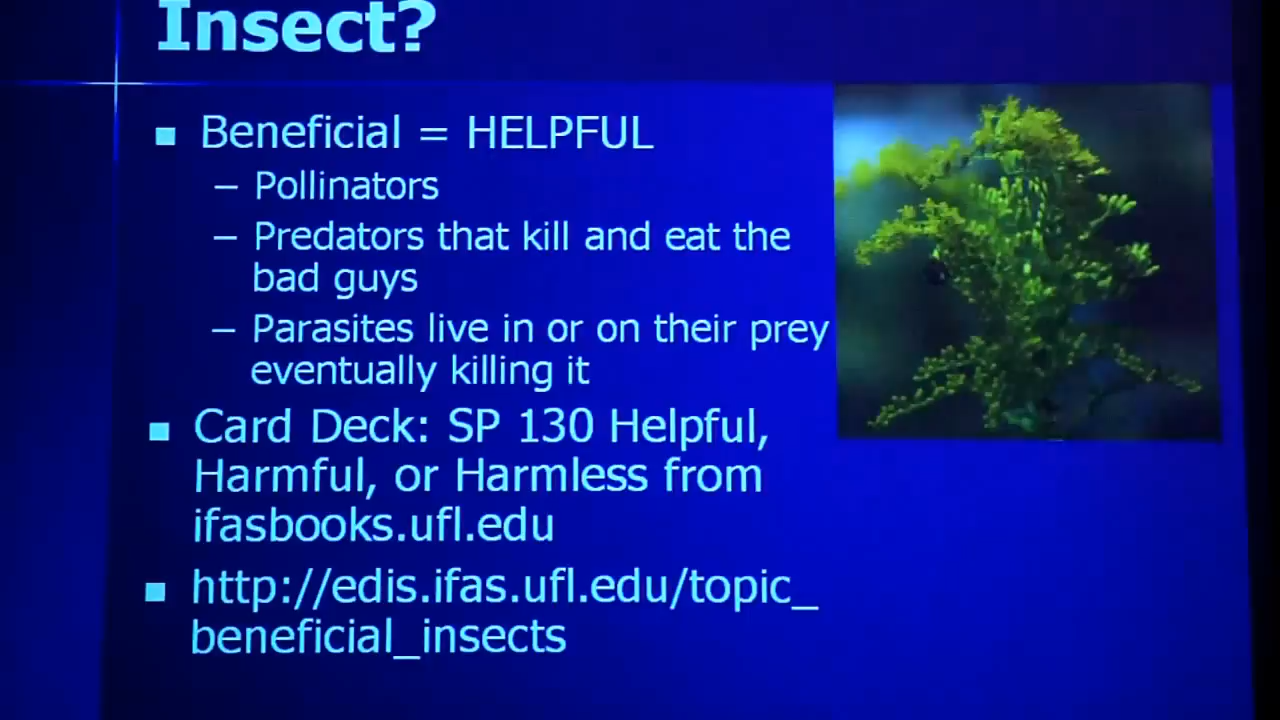 Insect?
Beneficial = HELPFUL
– Pollinators
– Predators that kill and eat the
bad guys
– Parasites live in or on their prey
eventually killing it
Card Deck: SP 130 Helpful,
Harmful, or Harmless from
ifasbooks.ufl.edu
http://edis.ifas.ufl.edu/topic_
beneficial_insects